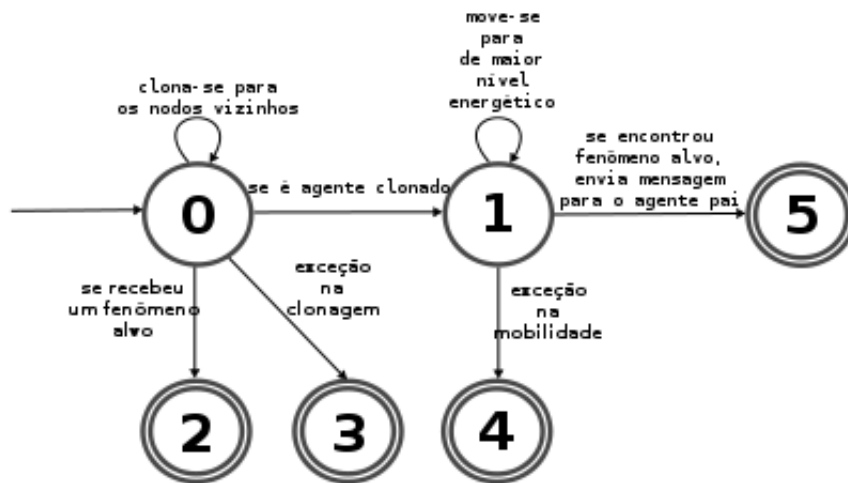 move-se
para
de maior
nível
energético
clona-se para
os nodos vizinhos
se encontrou
fenômeno alvo,
envia mensagem
para o agente pai
se é agente clonado
0
1
5
exceção
na
clonagem
se recebeu
um fenômeno
alvo
exceção
na
mobilidade
2
3
4